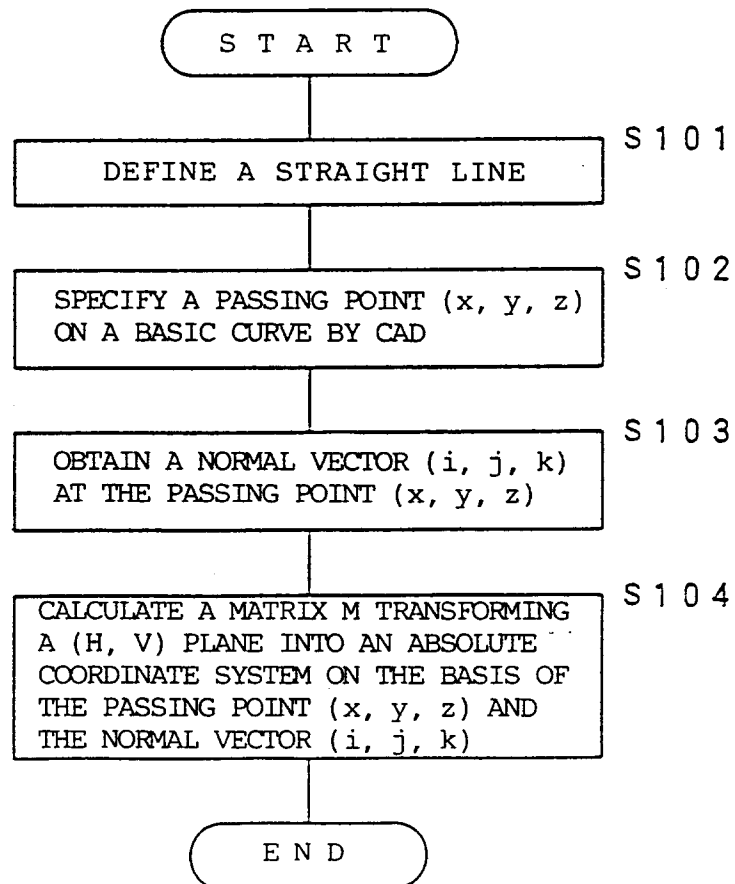 START
S101
DEFINE A STRAIGHT LINE
S102
SPECIFY A PASSING POINT (x, y, z)
ON A BASIC CURVE BY CAD
S103
OBTAIN A NORMAL VECTOR (i, j, k)
AT THE PASSING POINT (x, y, z)
S104
CALCULATE A MATRIX M TRANSFORMING
A (H, V) PLANE INTO AN ABSOLUTE
COORDINATE SYSTEM ON THE BASIS OF
THE PASSING POINT (x, y, z) AND
THE NORMAL VECTOR (i, j, k)
END